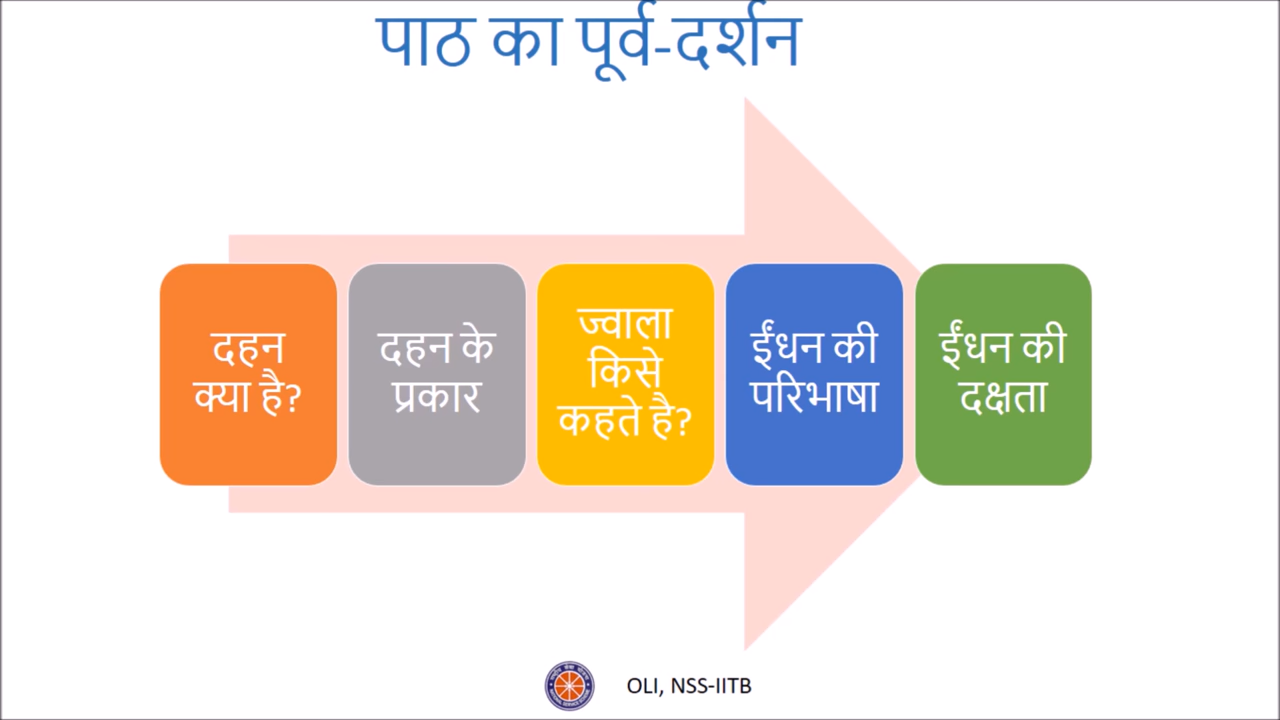 पाठ का पूर्व-दर्शन
दहन
क्या है?
दहन के
प्रकार
ज्वाला
किसे
कहते है?
ईंधन की
परिभाषा
ईंधन की
दक्षता
OLI, NSS-IITB